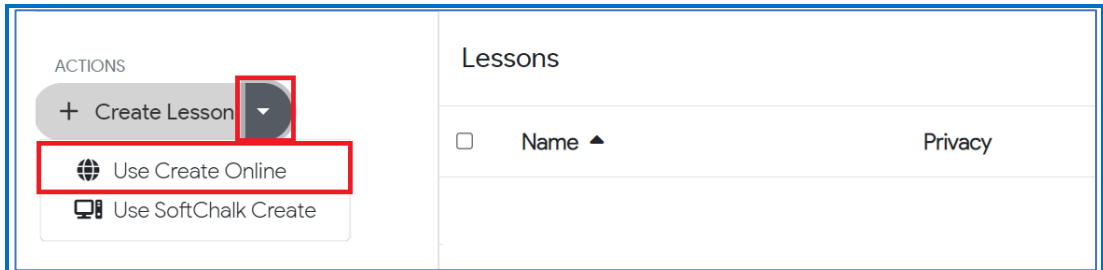 ACTIONS
+ Create Lesson
Use Create Online
Use SoftChalk Create
Lessons
Name
Privacy